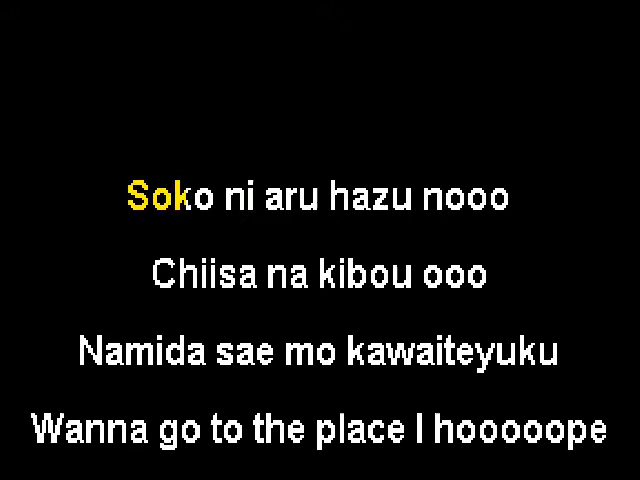 Soko ni aru hazu nooo
Chiisa na kibou ooo
Namida sae mo kawaiteyuku
Wanna go to the place I hooooope